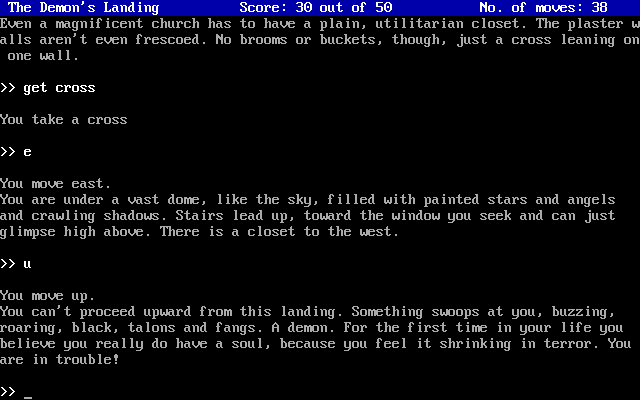 The Demon's Landing Score: 30 out of 50 No. of moves: 38
Even a magnificent church has to have a plain, utilitarian closet. The plaster w
alls aren't even frescoed. No brooms or buckets, though, just a cross leaning on
one wall.
>> get cross
You take a cross
>> e
You move east.
You are under a vast dome, like the sky, filled with painted stars and angels
and crawling shadows. Stairs lead up, toward the window you seek and can just
glimpse high above. There is a closet to the west.
>> u
You move up.
You can't proceed upward from this landing. Something swoops at you, buzzing,
roaring, black, talons and fangs. A demon. For the first time in your life you
believe you really do have a soul, because you feel it shrinking in terror. You
are in trouble!
>> _